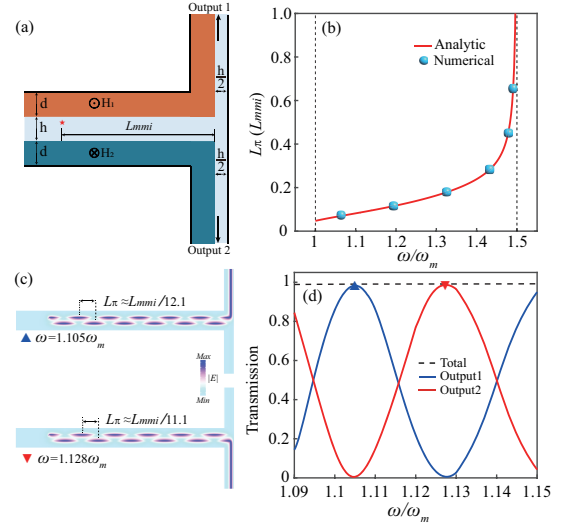 (a)
Output 1
h
2
d
H₁
h
Lmmi
d
H₂
h
2
Output 2
(b)
Analytic
Numerical
Lπ (Lmmi)
1.0
0.8
0.6
0.4
0.2
0
1
1.1
1.2
1.3
1.4
1.5
ω/ωm
(c)
Lπ ≈Lmmi/12.1
ω=1.105ωm
Max
|E|
Min
Lπ ≈Lmmi/11.1
ω=1.128ωm
(d)
Total
Output1
Output2
Transmission
1
0.8
0.6
0.4
0.2
0
1.09
1.10
1.11
1.12
1.13
1.14
1.15
ω/ωm